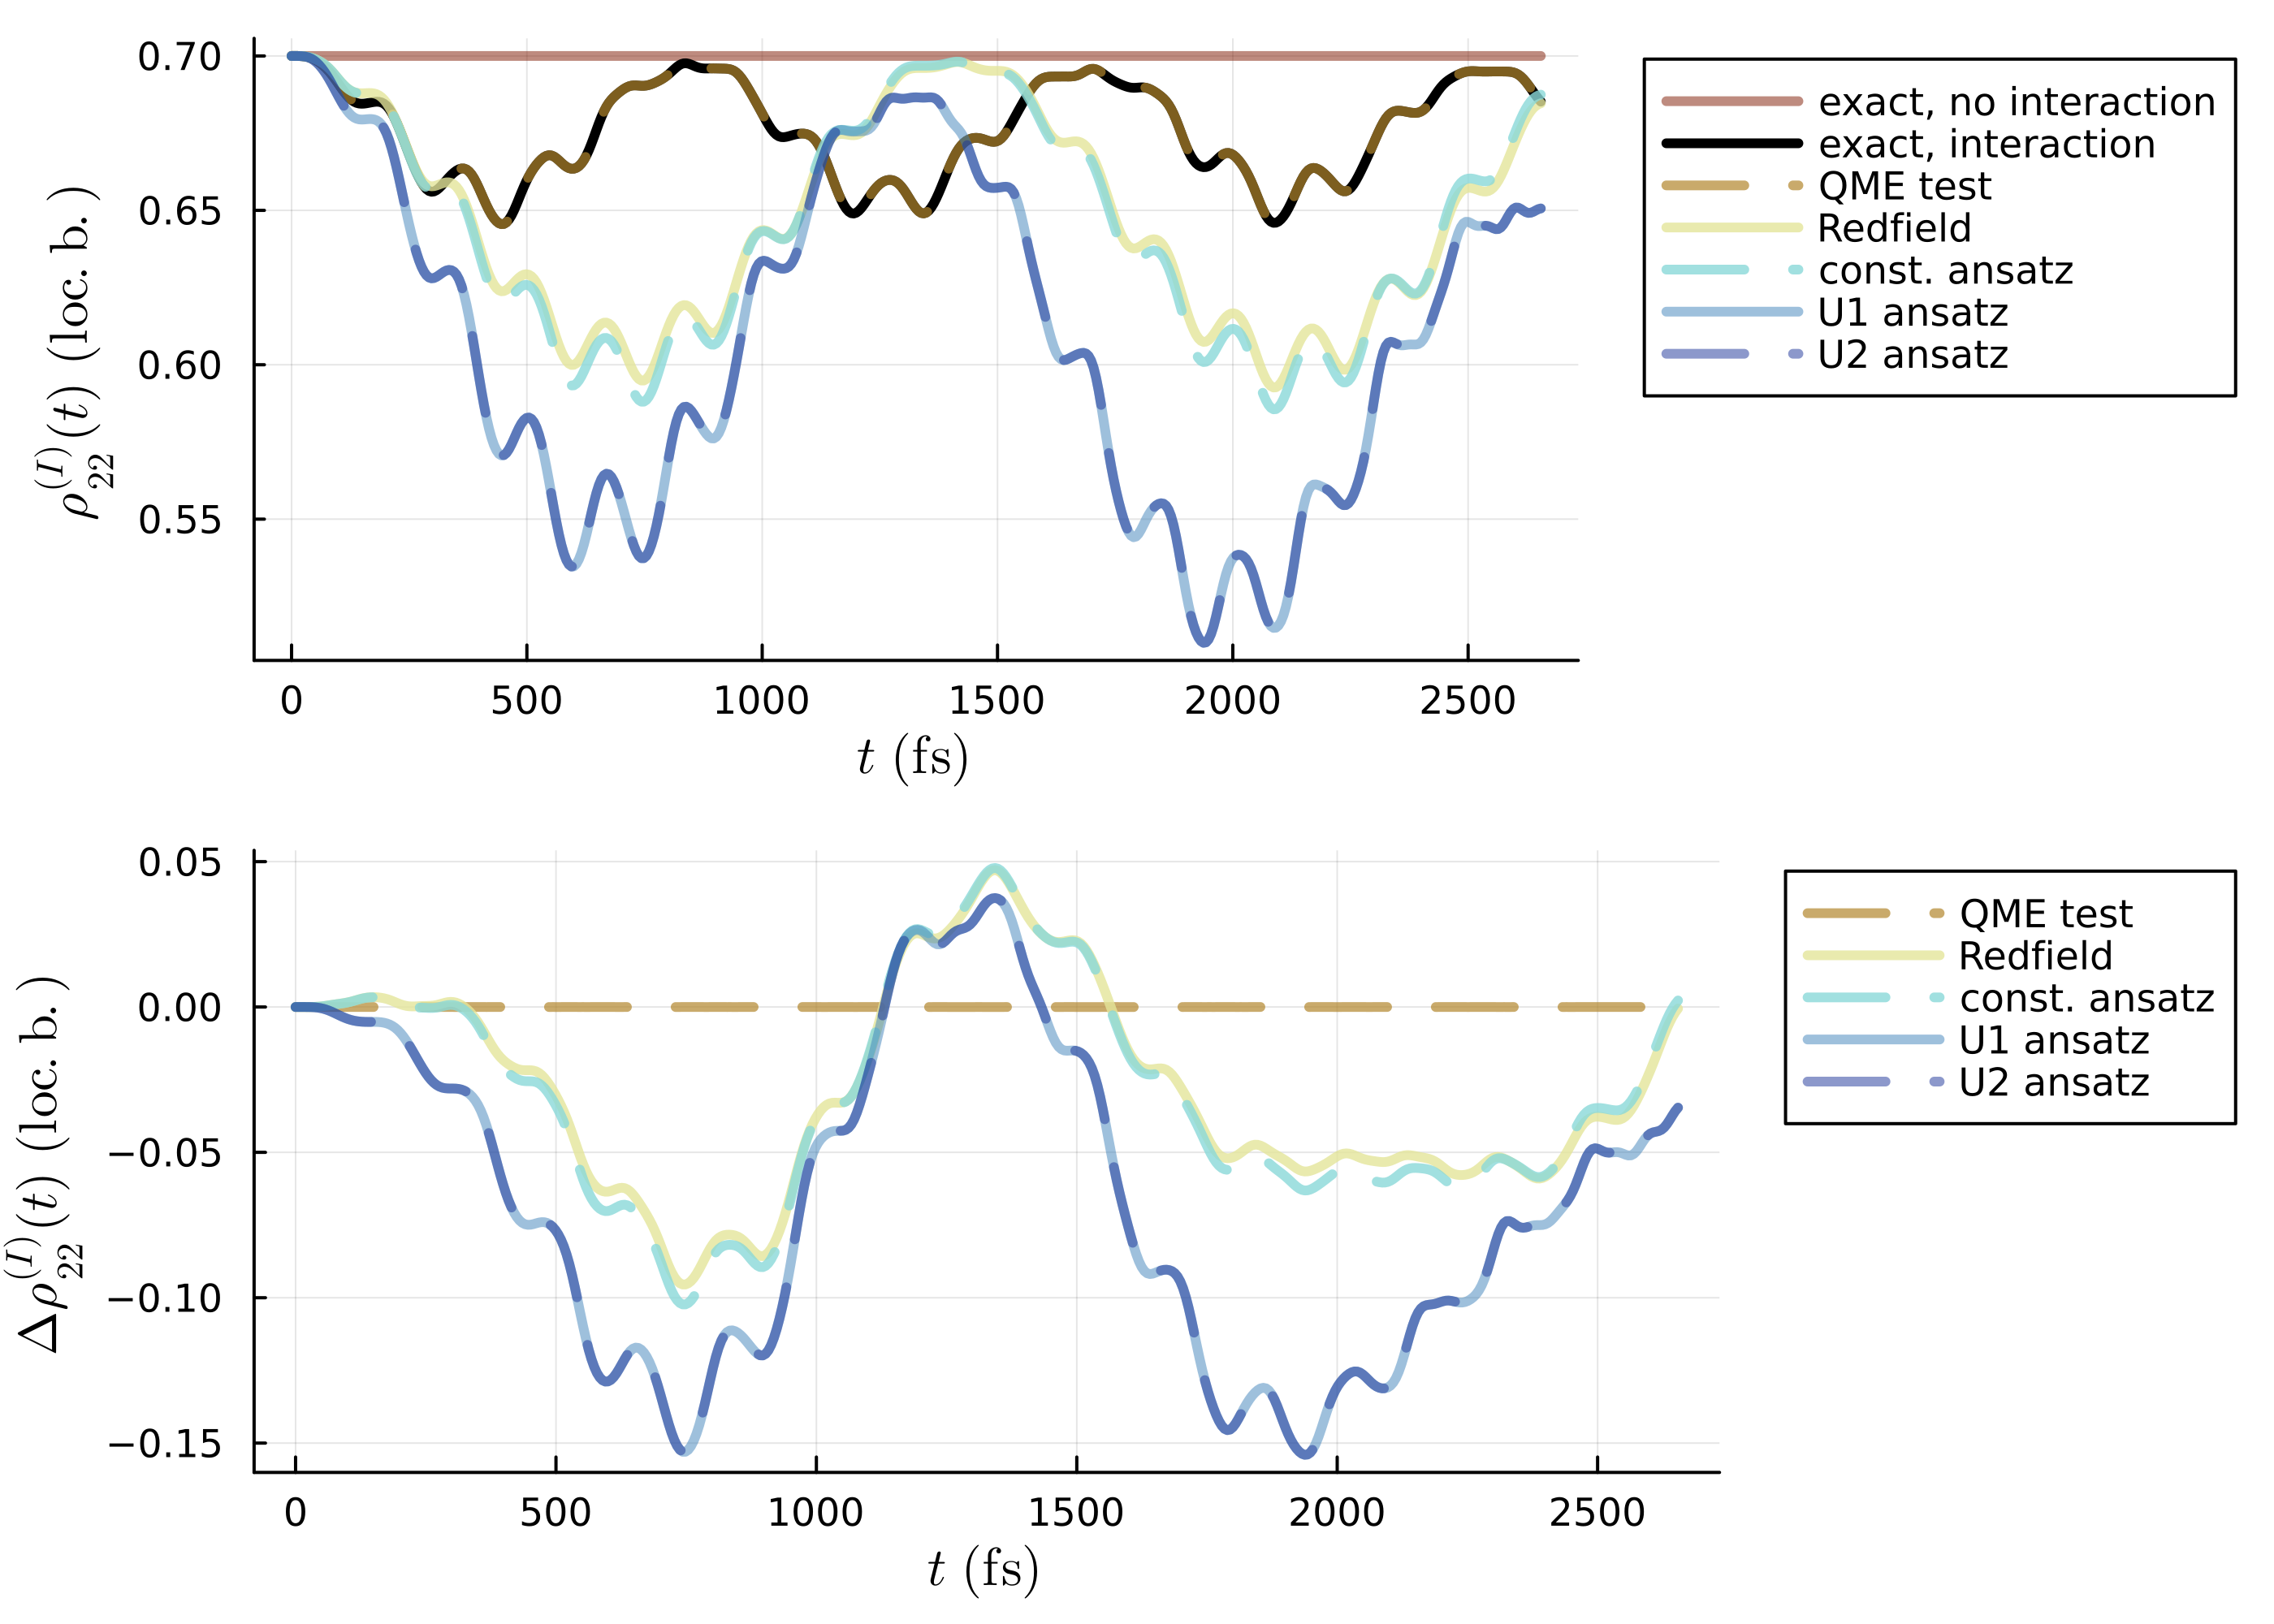 0.70
0.65
0.60
0.55
ρ₂₂⁽ᴵ⁾(t) (loc. b. )
0 500 1000 1500 2000 2500
t (fs)
exact, no interaction
exact, interaction
QME test
Redfield
const. ansatz
U1 ansatz
U2 ansatz
0.05
0.00
−0.05
−0.10
−0.15
Δρ₂₂⁽ᴵ⁾(t) (loc. b. )
0 500 1000 1500 2000 2500
t (fs)
QME test
Redfield
const. ansatz
U1 ansatz
U2 ansatz